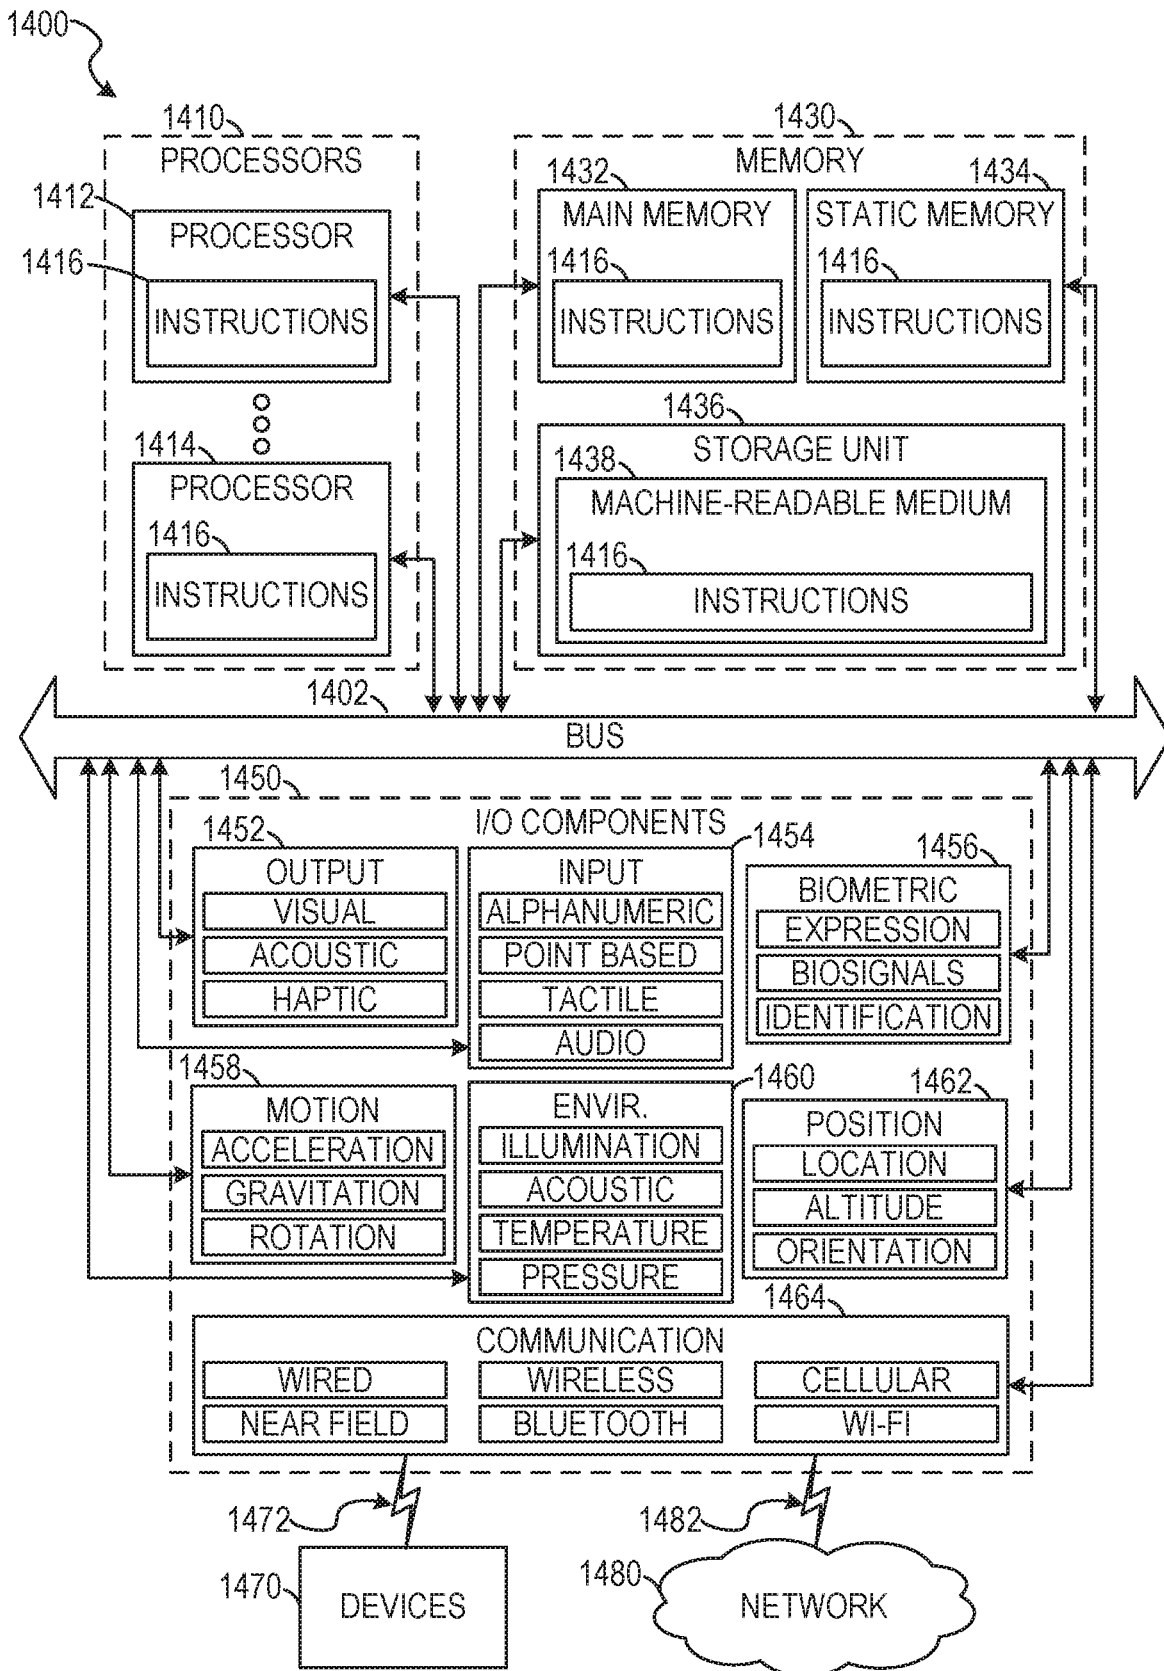 1400
1410
PROCESSORS
1412
PROCESSOR
1416
INSTRUCTIONS
1414
PROCESSOR
1416
INSTRUCTIONS
1430
MEMORY
1432
MAIN MEMORY
1416
INSTRUCTIONS
1434
STATIC MEMORY
1416
INSTRUCTIONS
1436
STORAGE UNIT
1438
MACHINE-READABLE MEDIUM
1416
INSTRUCTIONS
1402
BUS
1450
I/O COMPONENTS
1452
OUTPUT
VISUAL
ACOUSTIC
HAPTIC
1454
INPUT
ALPHANUMERIC
POINT BASED
TACTILE
AUDIO
1456
BIOMETRIC
EXPRESSION
BIOSIGNALS
IDENTIFICATION
1458
MOTION
ACCELERATION
GRAVITATION
ROTATION
1460
ENVIR.
ILLUMINATION
ACOUSTIC
TEMPERATURE
PRESSURE
1462
POSITION
LOCATION
ALTITUDE
ORIENTATION
1464
COMMUNICATION
WIRED
WIRELESS
CELLULAR
NEAR FIELD
BLUETOOTH
WI-FI
1472
1482
1470
DEVICES
1480
NETWORK